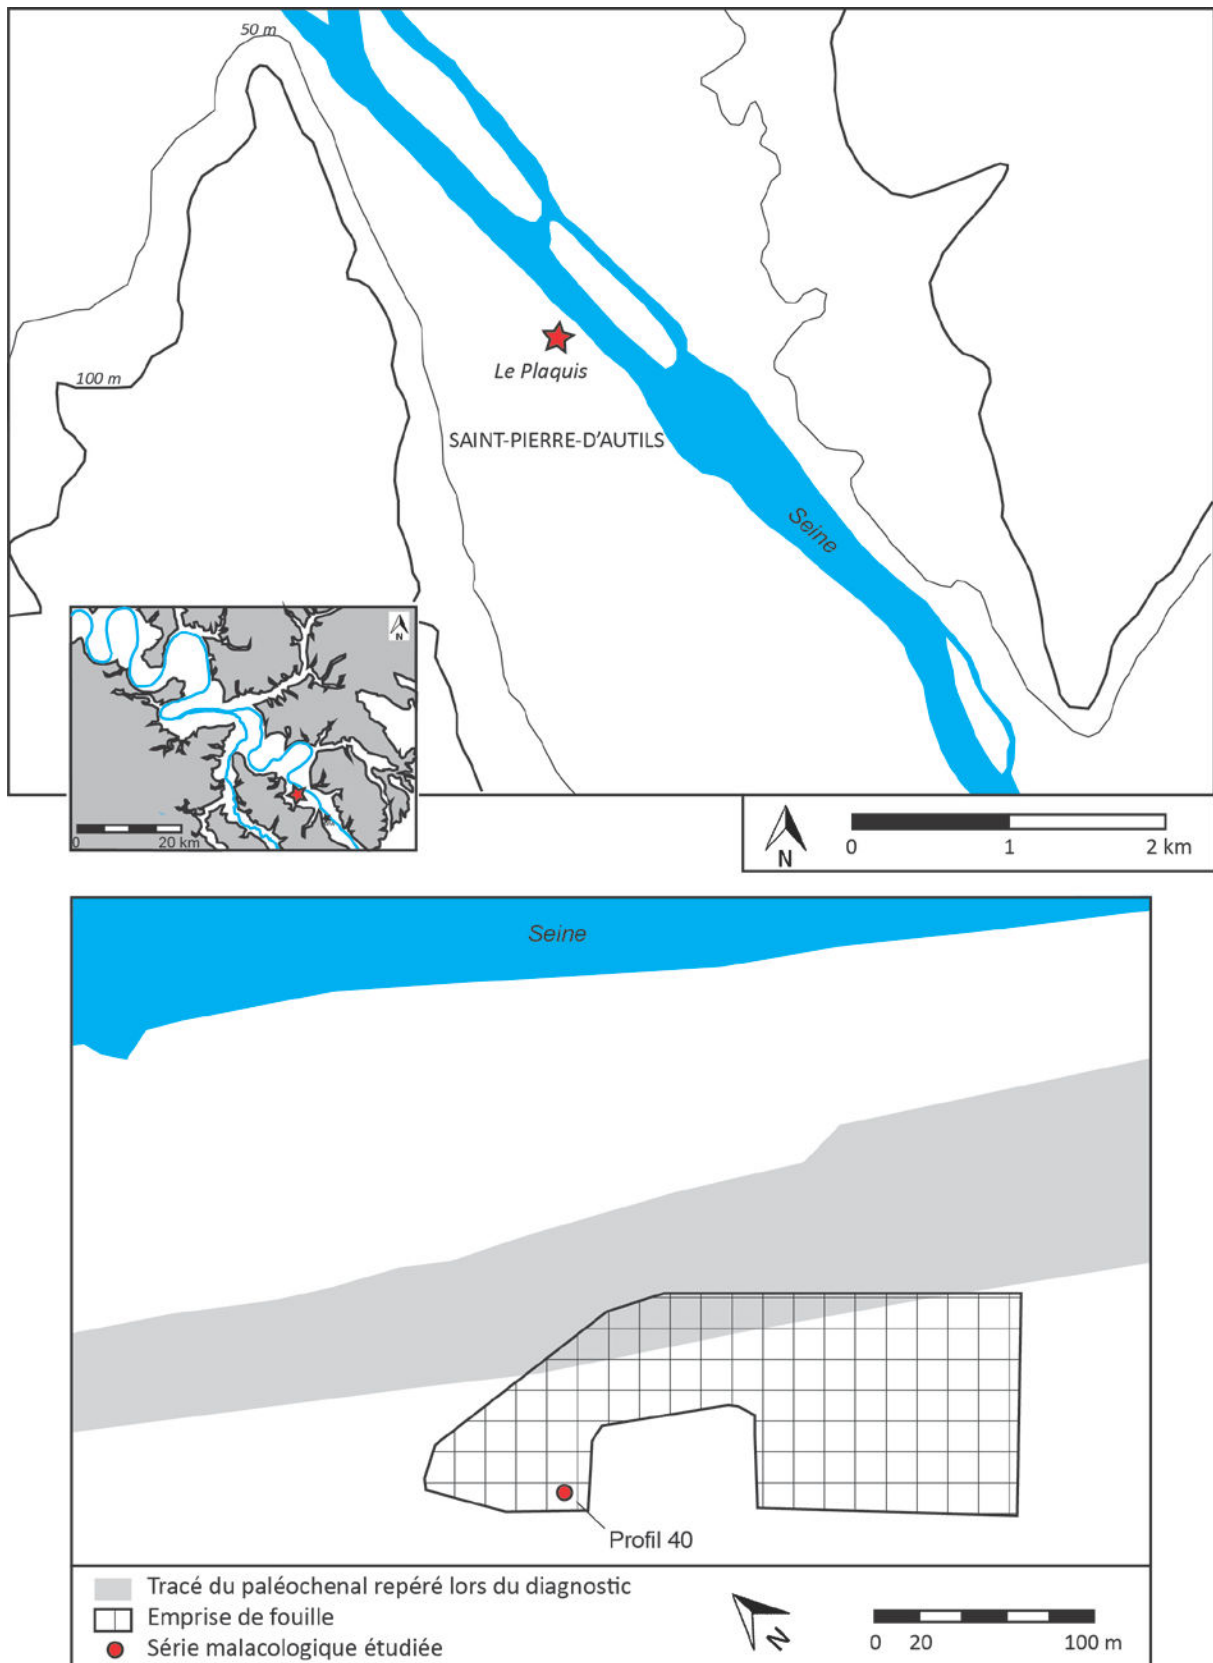 50 m
100 m
Le Plaquis
SAINT-PIERRE-D'AUTILS
Seine
N
0 20 km
N
0 1 2 km
Seine
Profil 40
Tracé du paléochenal repéré lors du diagnostic
Emprise de fouille
Série malacologique étudiée
N
0 20 100 m